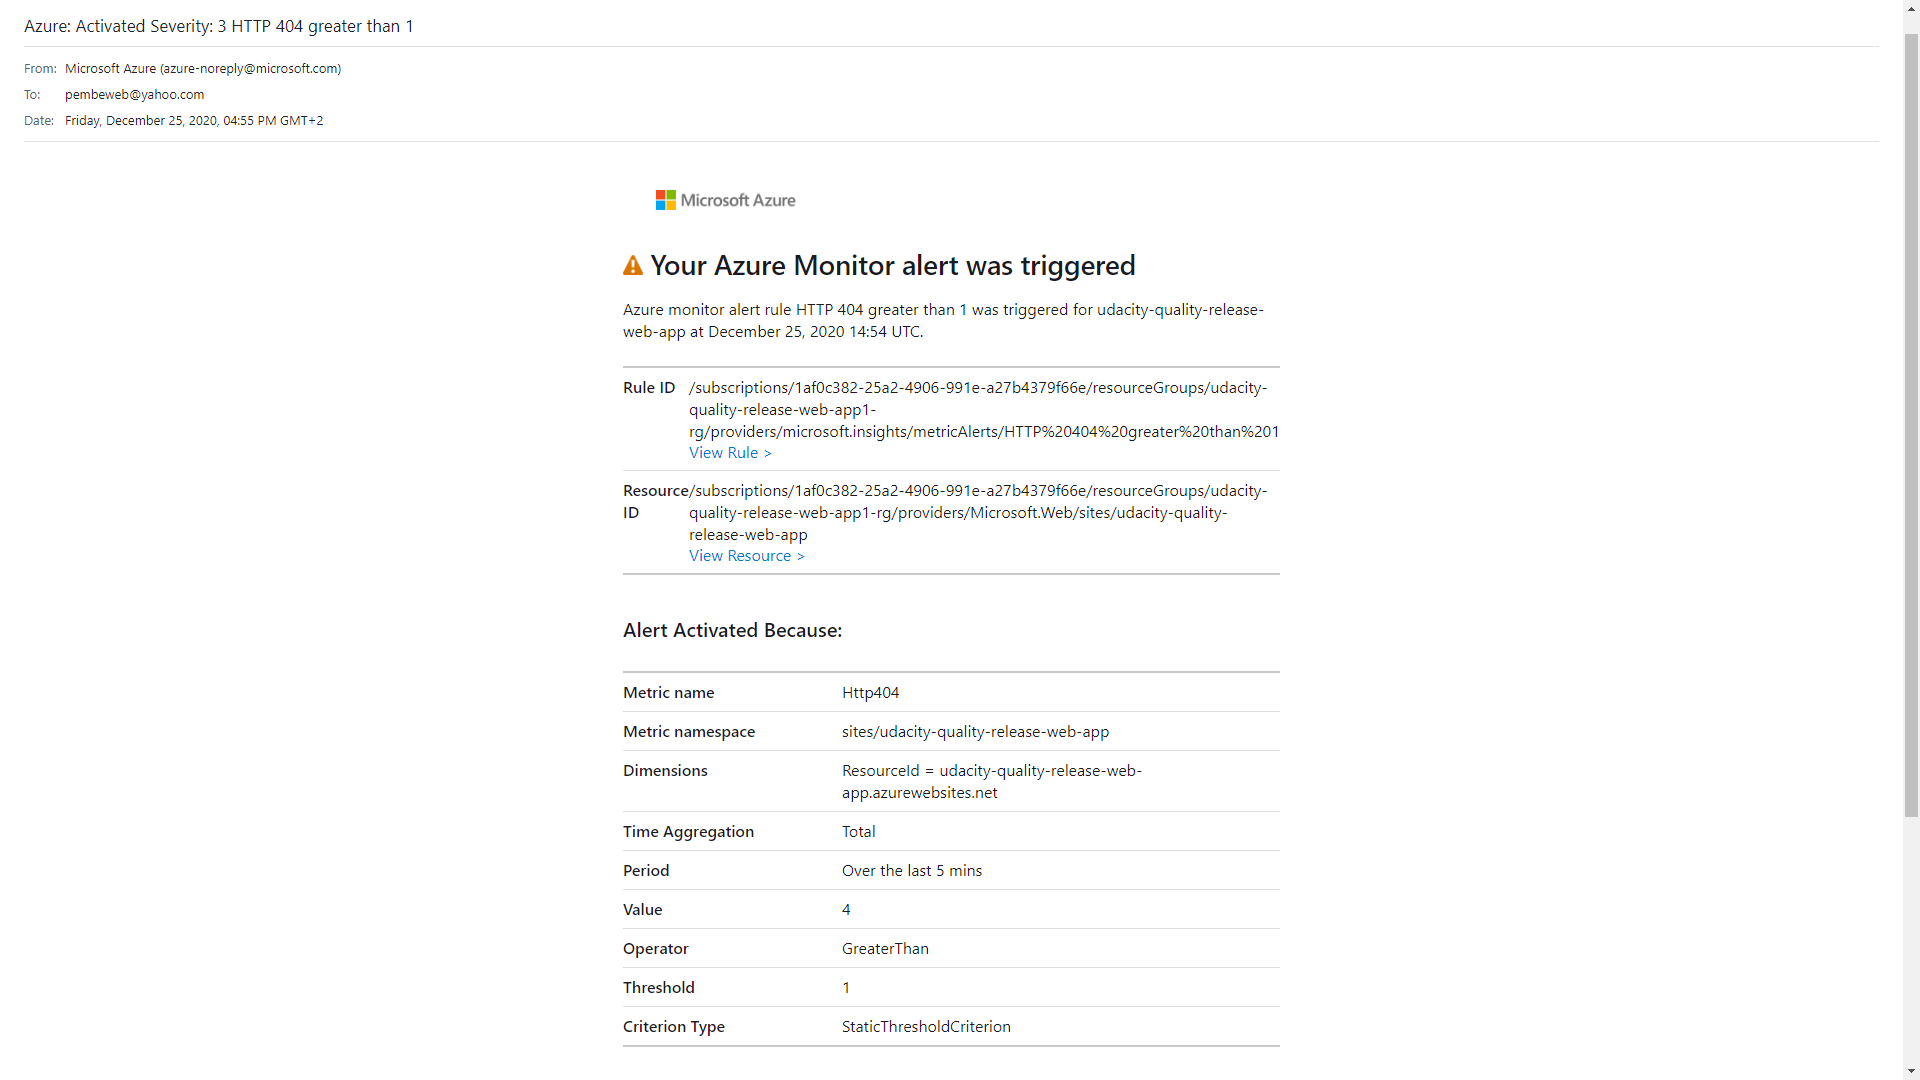 Azure: Activated Severity: 3 HTTP 404 greater than 1
From: Microsoft Azure (azure-noreply@microsoft.com)
To: pembeweb@yahoo.com
Date: Friday, December 25, 2020, 04:55 PM GMT+2
Microsoft Azure
Your Azure Monitor alert was triggered
Azure monitor alert rule HTTP 404 greater than 1 was triggered for udacity-quality-release-
web-app at December 25, 2020 14:54 UTC.
Rule ID /subscriptions/1af0c382-25a2-4906-991e-a27b4379f66e/resourceGroups/udacity-
quality-release-web-app1-
rg/providers/microsoft.insights/metricAlerts/HTTP%20404%20greater%20than%201
View Rule >
Resource /subscriptions/1af0c382-25a2-4906-991e-a27b4379f66e/resourceGroups/udacity-
ID quality-release-web-app1-rg/providers/Microsoft.Web/sites/udacity-quality-
release-web-app
View Resource >
Alert Activated Because:
Metric name Http404
Metric namespace sites/udacity-quality-release-web-app
Dimensions ResourceId = udacity-quality-release-web-
app.azurewebsites.net
Time Aggregation Total
Period Over the last 5 mins
Value 4
Operator GreaterThan
Threshold 1
Criterion Type StaticThresholdCriterion